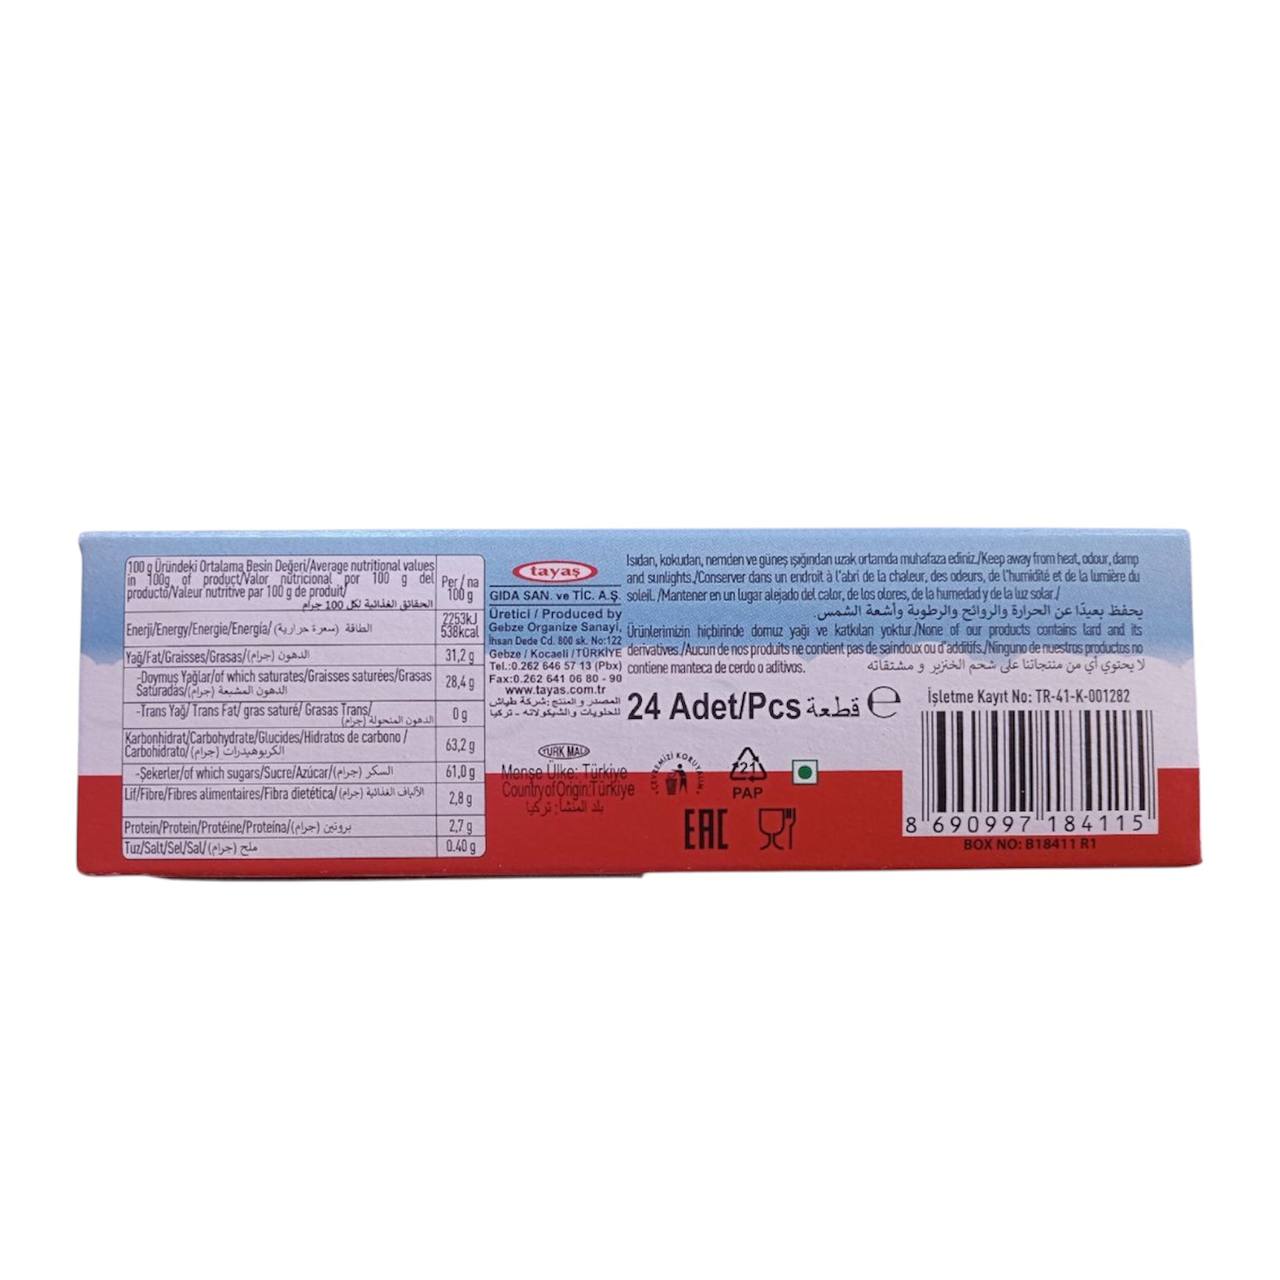 100 g Üründeki Ortalama Besin Değeri/Average nutritional values
in 100g of product/Valor nütricional por 100 g del
producto/Valeur nutritive par 100 g de produit/
الحقائق الغذائية لكل 100 جرام
Per / na
100 g
Enerji/Energy/Energie/Energía/ الطاقة (سعرة حرارية)
2253kJ
538kcal
Yağ/Fat/Graisses/Grasas/ الدهون (جرام)
31,2 g
-Doymuş Yağlar/of which saturates/Graisses saturées/Grasas
Saturadas/ الدهون المشبعة (جرام)
28,4 g
-Trans Yağ/ Trans Fat/ gras saturé/ Grasas Trans/
الدهون المتحولة (جرام)
0 g
Karbonhidrat/Carbohydrate/Glucides/Hidratos de carbono /
Carbohidrato/ الكربوهيدرات (جرام)
63,2 g
-Şekerler/of which sugars/Sucre/Azúcar/ السكر (جرام)
61,0 g
Lif/Fibre/Fibres alimentaires/Fibra dietética/ الألياف الغذائية (جرام)
2,8 g
Protein/Protein/Protéine/Proteína/ بروتين (جرام)
2,7 g
Tuz/Salt/Sel/Sal/ ملح (جرام)
0.40 g
tayaş
GIDA SAN. ve TİC. A.Ş.
Üretici / Produced by
Gebze Organize Sanayi,
İhsan Dede Cd. 800 sk. No:122
Gebze / Kocaeli /TÜRKİYE
Tel.:0.262 646 57 13 (Pbx)
Fax:0.262 641 06 80 - 90
www.tayas.com.tr
المصدر و المنتج: شركة طياش
للحلويات والشيكولاته - تركيا
TÜRK MALI
Menşe Ülke: Türkiye
Country of Origin:Türkiye
بلد المنشأ: تركيا
Isıdan, kokudan, nemden ve güneş ışığından uzak ortamda muhafaza ediniz./Keep away from heat, odour, damp
and sunlights./Conserver dans un endroit à l'abri de la chaleur, des odeurs, de l'humidité et de la lumière du
soleil. /Mantener en un lugar alejado del calor, de los olores, de la humedad y de la luz solar./
يحفظ بعيدًا عن الحرارة والروائح والرطوبة وأشعة الشمس.
Ürünlerimizin hiçbirinde domuz yağı ve katkıları yoktur./None of our products contains lard and its
derivatives./Aucun de nos produits ne contient pas de saindoux ou d'additifs./Ninguno de nuestros productos no
contiene manteca de cerdo o aditivos. لا يحتوي أي من منتجاتنا على شحم الخنزير و مشتقاته
24 Adet/Pcs قطعة ℮
ÇEVREMİZİ KORUYALIM
21
PAP
EAC
İşletme Kayıt No: TR-41-K-001282
8 690997 184115
BOX NO: B18411 R1